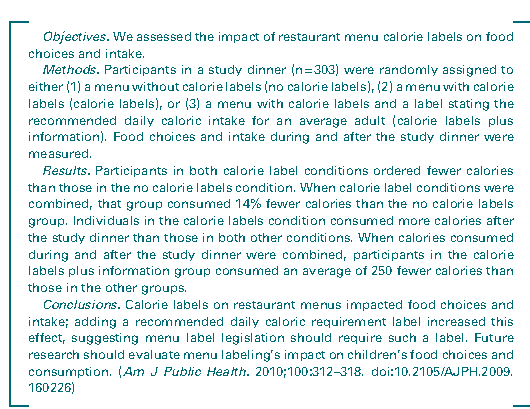 Objectives. We assessed the impact of restaurant menu calorie labels on food
choices and intake.
Methods. Participants in a study dinner (n=303) were randomly assigned to
either (1) a menu without calorie labels (no calorie labels), (2) a menu with calorie
labels (calorie labels), or (3) a menu with calorie labels and a label stating the
recommended daily caloric intake for an average adult (calorie labels plus
information). Food choices and intake during and after the study dinner were
measured.
Results. Participants in both calorie label conditions ordered fewer calories
than those in the no calorie labels condition. When calorie label conditions were
combined, that group consumed 14% fewer calories than the no calorie labels
group. Individuals in the calorie labels condition consumed more calories after
the study dinner than those in both other conditions. When calories consumed
during and after the study dinner were combined, participants in the calorie
labels plus information group consumed an average of 250 fewer calories than
those in the other groups.
Conclusions. Calorie labels on restaurant menus impacted food choices and
intake; adding a recommended daily caloric requirement label increased this
effect, suggesting menu label legislation should require such a label. Future
research should evaluate menu labeling's impact on children's food choices and
consumption. (Am J Public Health. 2010;100:312–318. doi:10.2105/AJPH.2009.
160226)